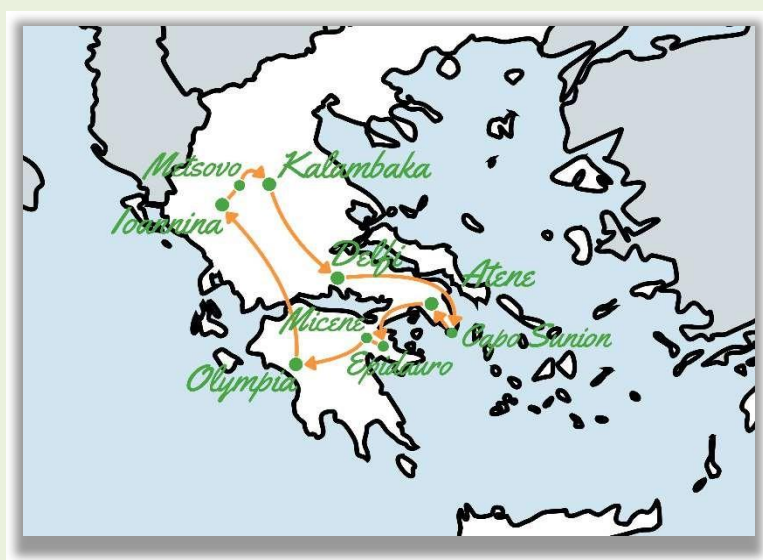 Metsovo
Kalambaka
Ioannina
Delfi
Atene
Micene
Capo Sunion
Epidauro
Olympia